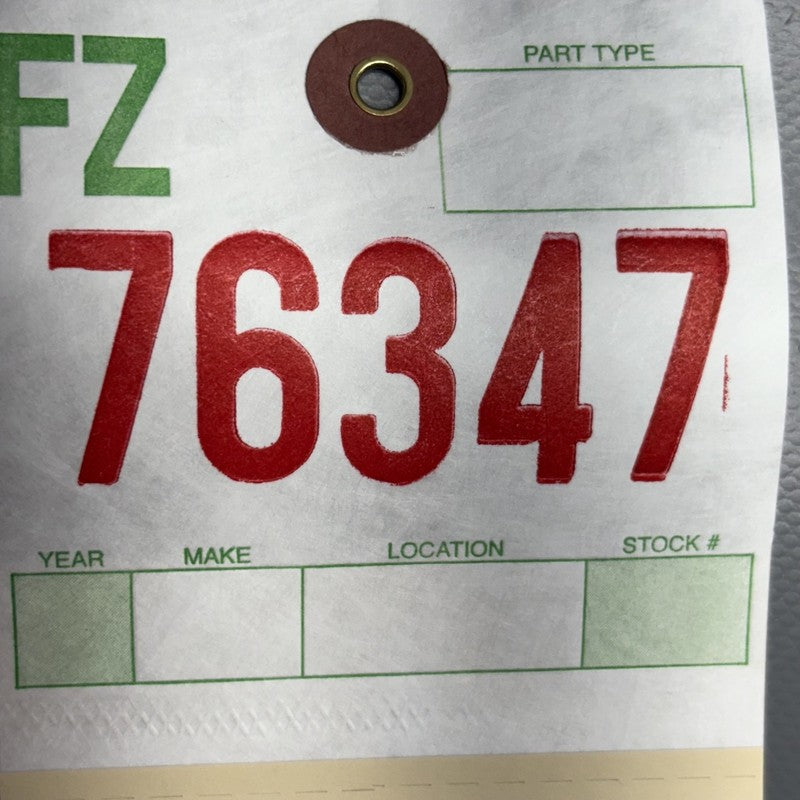 FZ
PART TYPE
76347
YEAR MAKE LOCATION STOCK #